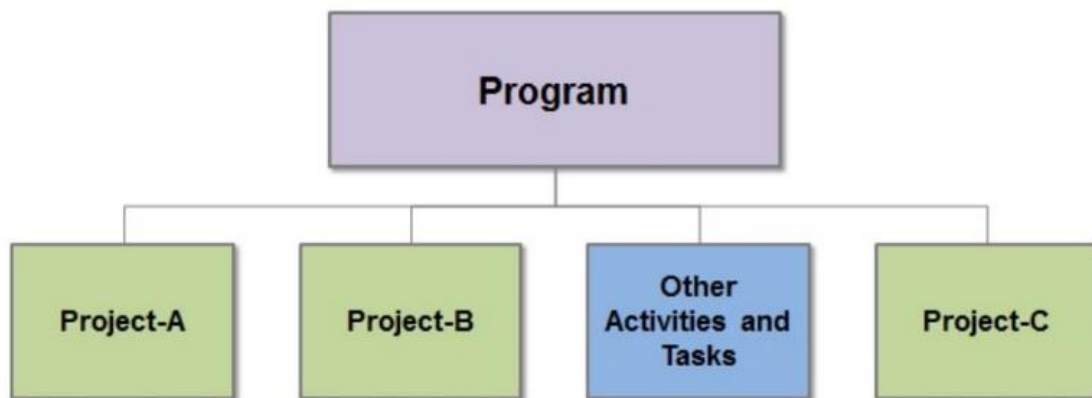 Program
Project-A
Project-B
Other
Activities and
Tasks
Project-C